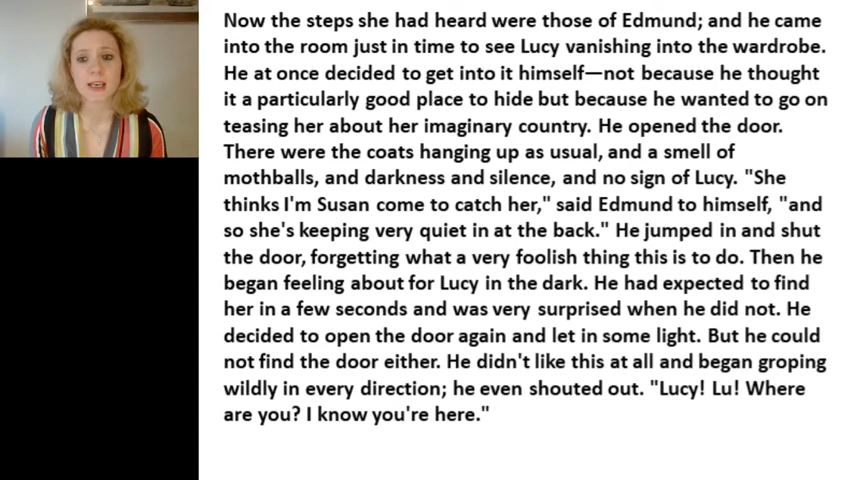 Now the steps she had heard were those of Edmund; and he came
into the room just in time to see Lucy vanishing into the wardrobe.
He at once decided to get into it himself—not because he thought
it a particularly good place to hide but because he wanted to go on
teasing her about her imaginary country. He opened the door.
There were the coats hanging up as usual, and a smell of
mothballs, and darkness and silence, and no sign of Lucy. "She
thinks I'm Susan come to catch her," said Edmund to himself, "and
so she's keeping very quiet in at the back." He jumped in and shut
the door, forgetting what a very foolish thing this is to do. Then he
began feeling about for Lucy in the dark. He had expected to find
her in a few seconds and was very surprised when he did not. He
decided to open the door again and let in some light. But he could
not find the door either. He didn't like this at all and began groping
wildly in every direction; he even shouted out. "Lucy! Lu! Where
are you? I know you're here."